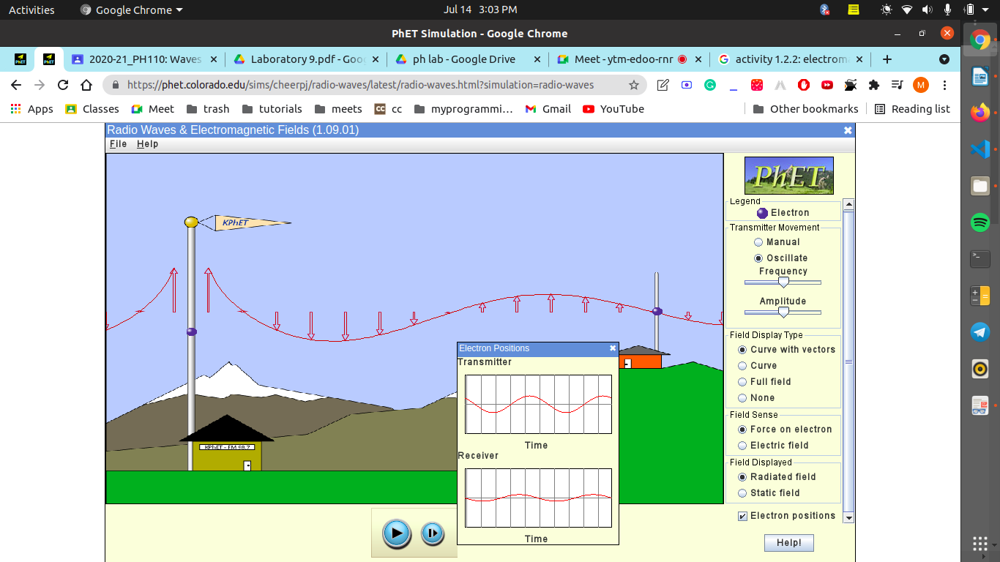 Activities Google Chrome Jul 14 3:03 PM
PhET Simulation - Google Chrome
2020-21_PH110: Waves Laboratory 9.pdf - Goo ph lab - Google Drive Meet - ytm-edoo-rnr activity 1.2.2: electrom
https://phet.colorado.edu/sims/cheerpj/radio-waves/latest/radio-waves.html?simulation=radio-waves M
Apps Classes Meet trash tutorials meets CC cc myprogrammi... Gmail YouTube Other bookmarks Reading list
Radio Waves & Electromagnetic Fields (1.09.01)
File Help
PhET
Legend
Electron
Transmitter Movement
Manual
Oscillate
Frequency
Amplitude
Field Display Type
Curve with vectors
Curve
Full field
None
Field Sense
Force on electron
Electric field
Field Displayed
Radiated field
Static field
Electron positions
Help!
KPhET
KPhET - FM 98.7
Electron Positions
Transmitter
Time
Receiver
Time